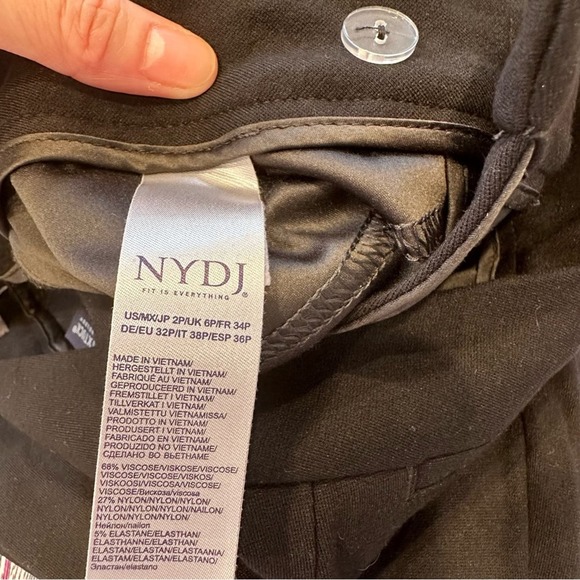 NYDJ®
FIT IS EVERYTHING
US/MX/JP 2P/UK 6P/FR 34P
DE/EU 32P/IT 38P/ESP 36P
MADE IN VIETNAM/
HERGESTELLT IN VIETNAM/
FABRIQUÉ AU VIETNAM/
GEPRODUCEERD IN VIETNAM/
FREMSTILLET I VIETNAM/
TILLVERKAT I VIETNAM/
VALMISTETTU VIETNAMISSA/
PRODOTTO IN VIETNAM/
PRODUSERT I VIETNAM/
FABRICADO EN VIETNAM/
PRODUZIDO NO VIETNAME/
СДЕЛАНО ВО ВЬЕТНАМЕ
68% VISCOSE/VISKOSE/VISCOSE/
VISCOSE/VISCOSE/VISKOS/
VISKOOSI/VISCOSA/VISCOSE/
VISCOSE/Вискоза/viscosa
27% NYLON/NYLON/NYLON/
NYLON/NYLON/NYLON/NAILON/
NYLON/NYLON/NYLON/
Нейлон/nailon
5% ELASTANE/ELASTHAN/
ELASTHANNE/ELASTHAN/
ELASTAN/ELASTAN/ELASTAANIA/
ELASTAM/ELASTAN/ELASTANO/
Эластан/elastano